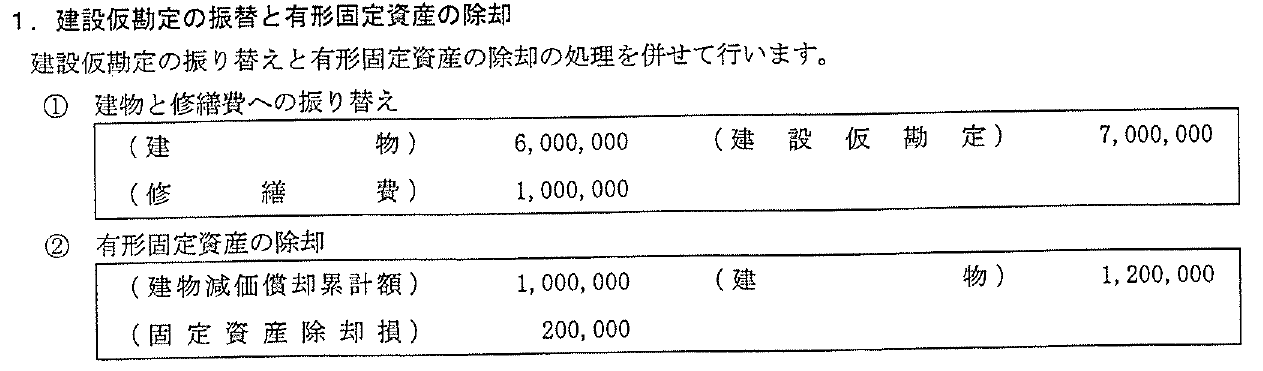 1．建設仮勘定の振替と有形固定資産の除却
建設仮勘定の振り替えと有形固定資産の除却の処理を併せて行います。
① 建物と修繕費への振り替え
（建　　　　物） 6,000,000 （建 設 仮 勘 定） 7,000,000
（修　　繕　　費） 1,000,000
② 有形固定資産の除却
（建物減価償却累計額） 1,000,000 （建　　　　物） 1,200,000
（固 定 資 産 除 却 損） 200,000